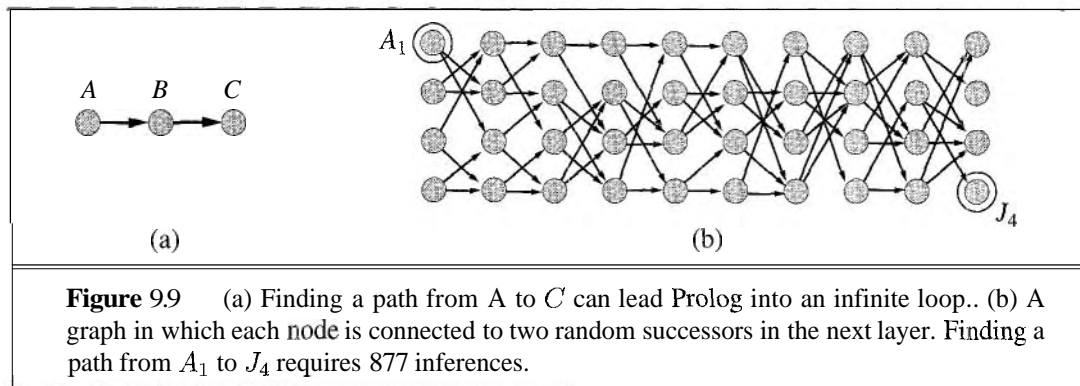 A B C
(a)
A1
J4
(b)
Figure 9.9 (a) Finding a path from A to C can lead Prolog into an infinite loop.. (b) A
graph in which each node is connected to two random successors in the next layer. Finding a
path from A1 to J4 requires 877 inferences.